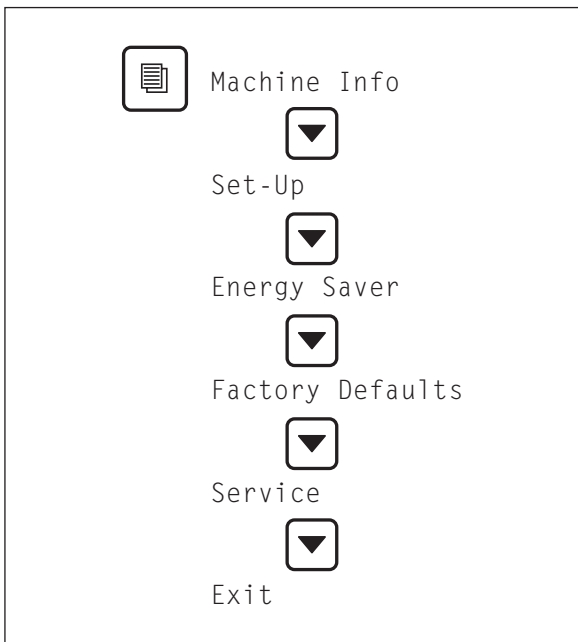 Machine Info
Set-Up
Energy Saver
Factory Defaults
Service
Exit